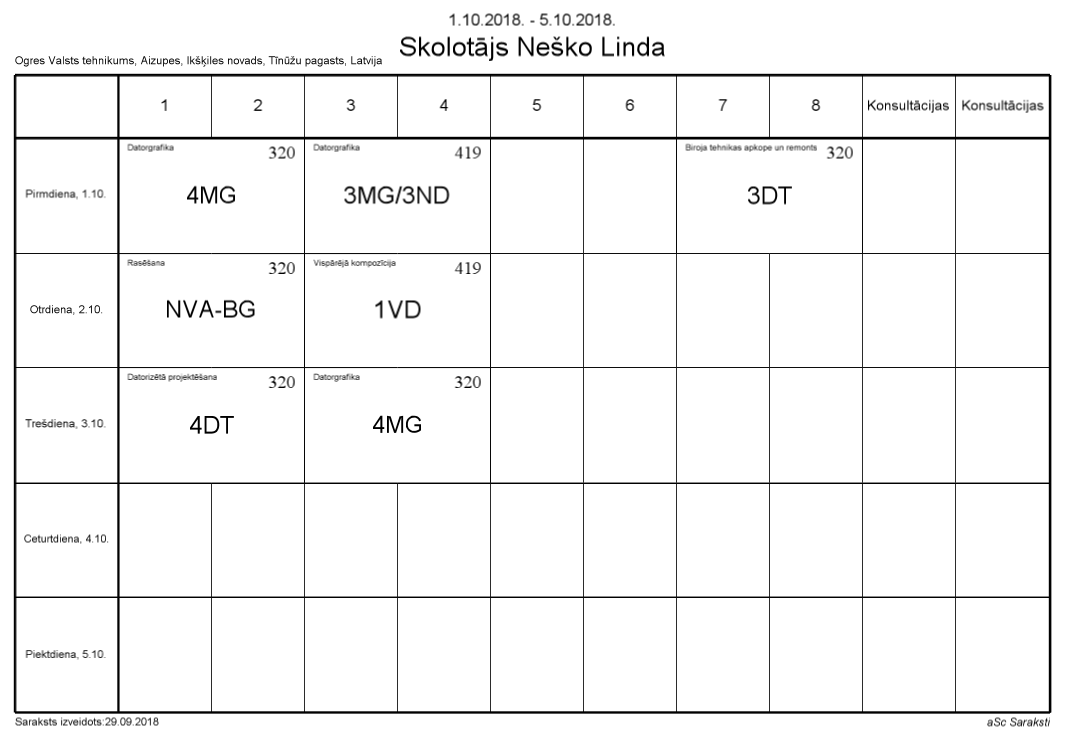 1.10.2018. - 5.10.2018.
Skolotājs Neško Linda
Ogres Valsts tehnikums, Aizupes, Ikšķiles novads, Tīnūžu pagasts, Latvija
1 2 3 4 5 6 7 8 Konsultācijas Konsultācijas
Datorgrafika 320 Datorgrafika 419 Biroja tehnikas apkope un remonts 320
Pirmdiena, 1.10. 4MG 3MG/3ND 3DT
Rasēšana 320 Vispārējā kompozīcija 419
Otrdiena, 2.10. NVA-BG 1VD
Datorizētā projektēšana 320 Datorgrafika 320
Trešdiena, 3.10. 4DT 4MG
Ceturtdiena, 4.10.
Piektdiena, 5.10.
Saraksts izveidots:29.09.2018 aSc Saraksti